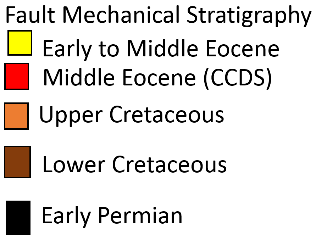 Fault Mechanical Stratigraphy
Early to Middle Eocene
Middle Eocene (CCDS)
Upper Cretaceous
Lower Cretaceous
Early Permian